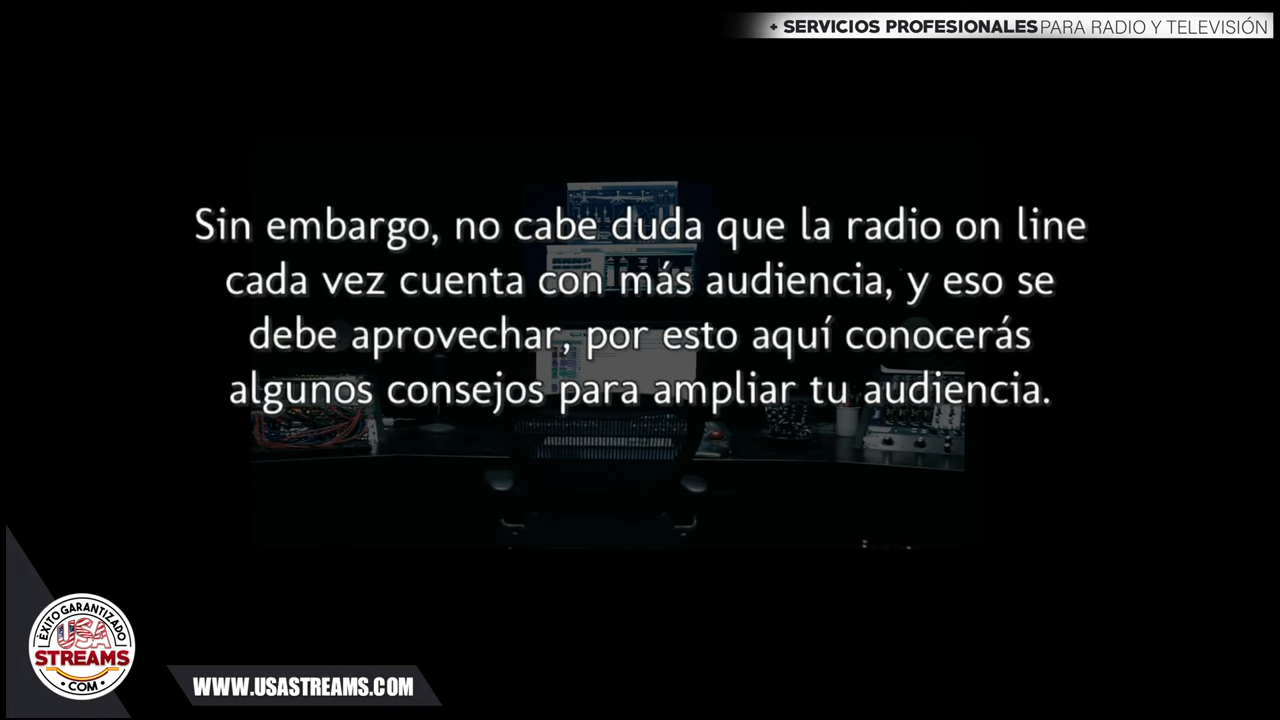 + SERVICIOS PROFESIONALES PARA RADIO Y TELEVISIÓN
Sin embargo, no cabe duda que la radio on line
cada vez cuenta con más audiencia, y eso se
debe aprovechar, por esto aquí conocerás
algunos consejos para ampliar tu audiencia.
ÉXITO GARANTIZADO
USA
STREAMS
• COM •
WWW.USASTREAMS.COM